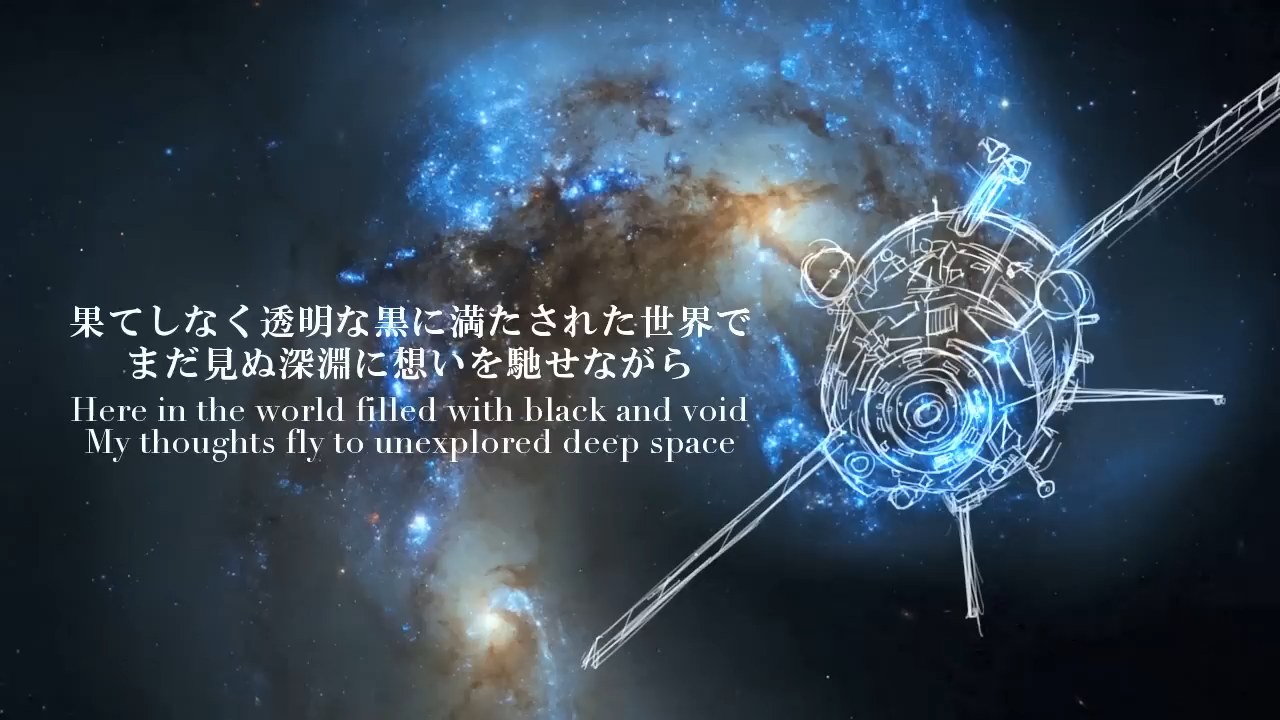 果てしなく透明な黒に満たされた世界で
まだ見ぬ深淵に想いを馳せながら
Here in the world filled with black and void
My thoughts fly to unexplored deep space